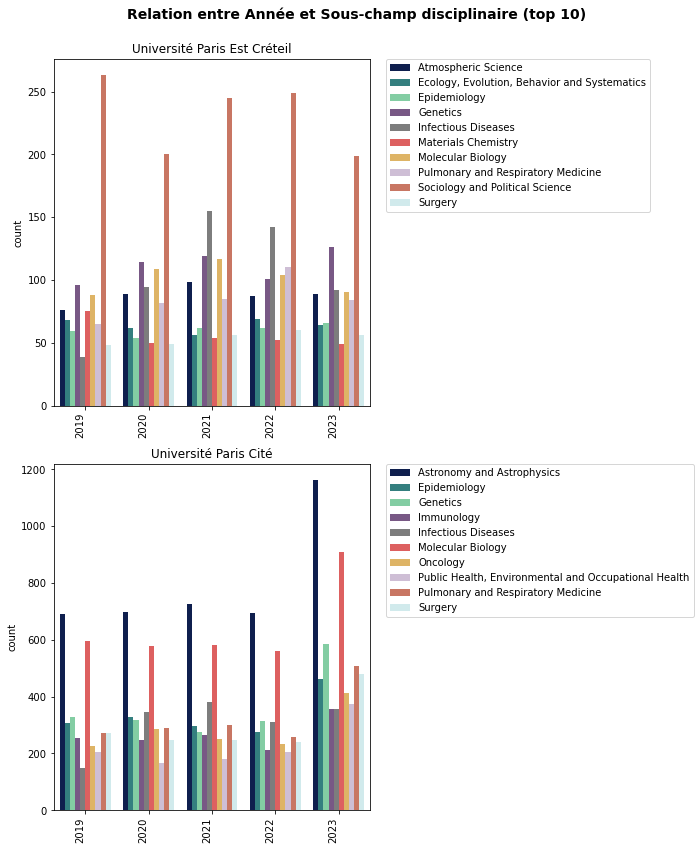 Relation entre Année et Sous-champ disciplinaire (top 10)
Université Paris Est Créteil
Atmospheric Science
Ecology, Evolution, Behavior and Systematics
Epidemiology
Genetics
Infectious Diseases
Materials Chemistry
Molecular Biology
Pulmonary and Respiratory Medicine
Sociology and Political Science
Surgery
count
250
200
150
100
50
0
2019
2020
2021
2022
2023
Université Paris Cité
Astronomy and Astrophysics
Epidemiology
Genetics
Immunology
Infectious Diseases
Molecular Biology
Oncology
Public Health, Environmental and Occupational Health
Pulmonary and Respiratory Medicine
Surgery
count
1200
1000
800
600
400
200
0
2019
2020
2021
2022
2023